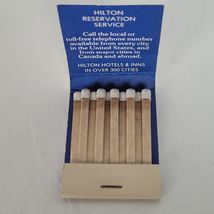 HILTON
RESERVATION
SERVICE
Call the local or
toll-free telephone number
available from every city
in the United States, and
from major cities in
Canada and abroad.
HILTON HOTELS & INNS
IN OVER 300 CITIES